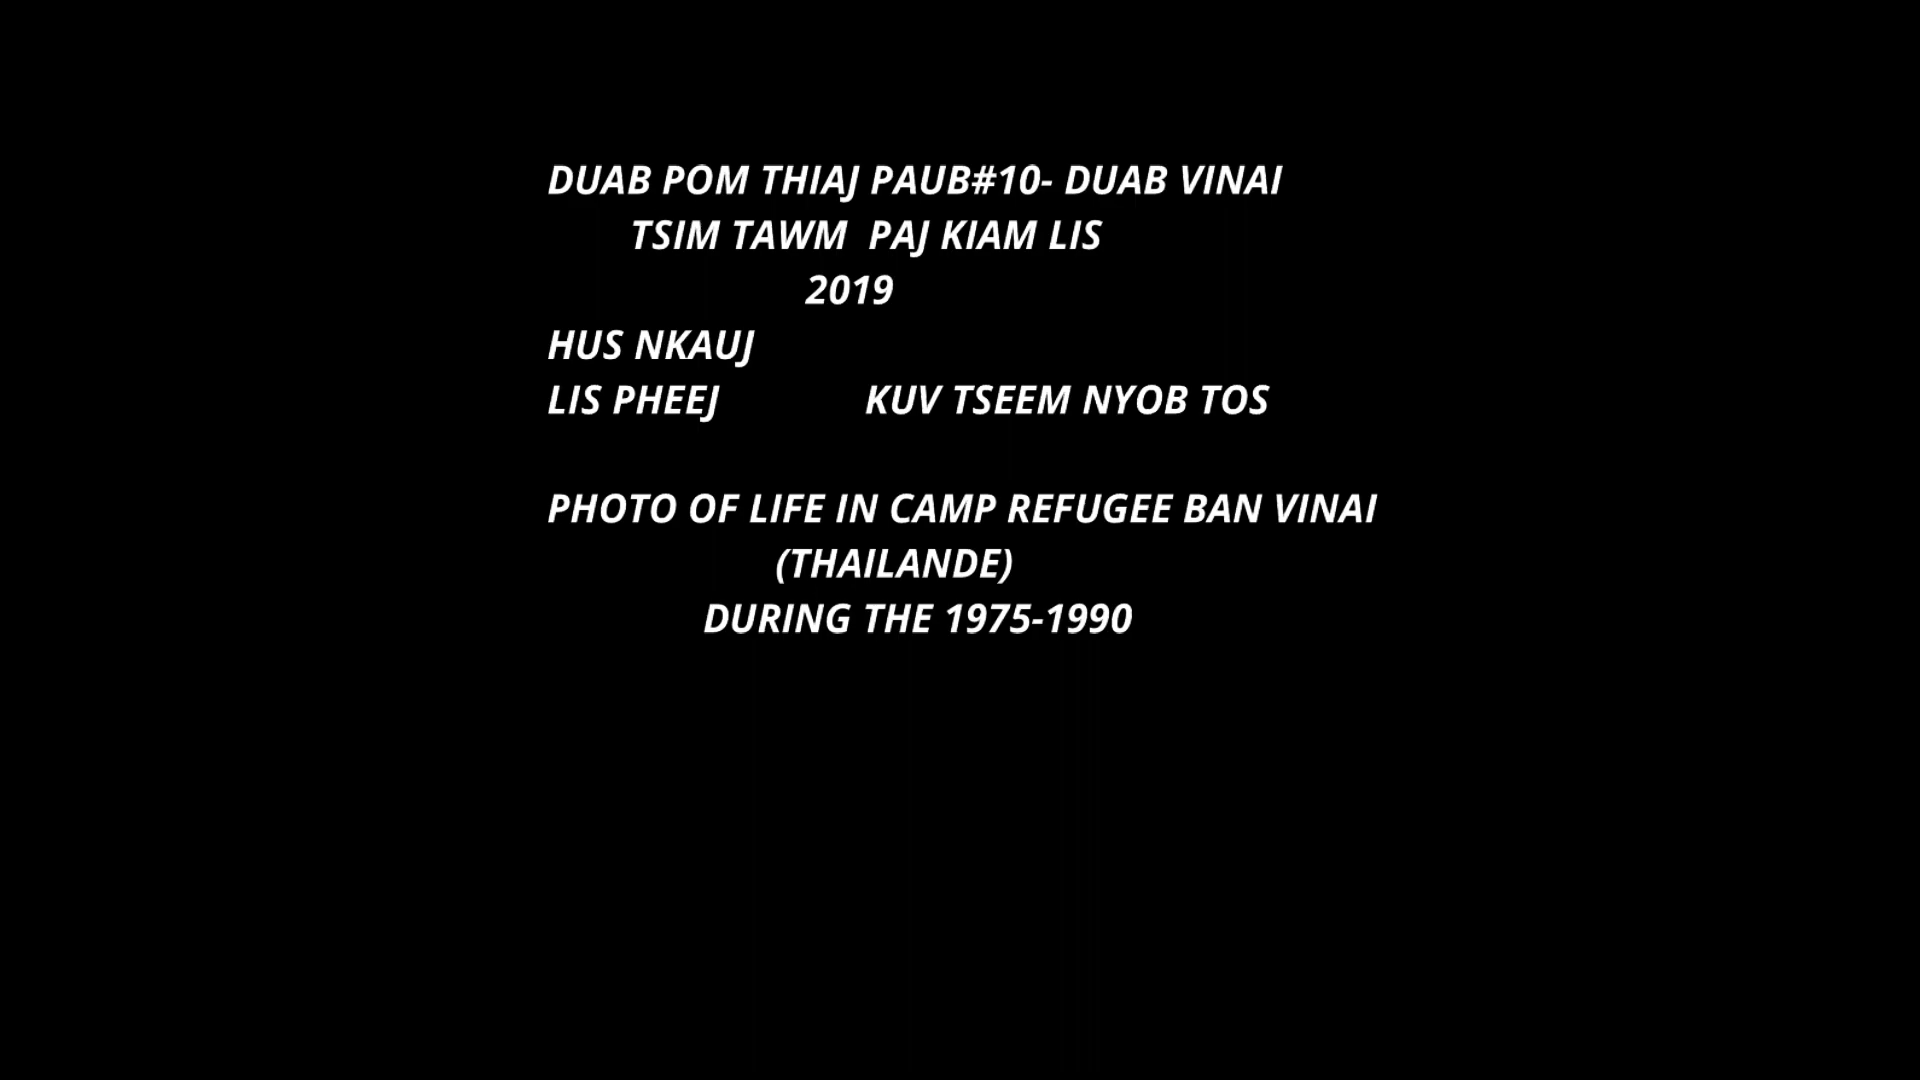 DUAB POM THIAJ PAUB#10- DUAB VINAI
TSIM TAWM PAJ KIAM LIS
2019
HUS NKAUJ
LIS PHEEJ KUV TSEEM NYOB TOS
PHOTO OF LIFE IN CAMP REFUGEE BAN VINAI
(THAILANDE)
DURING THE 1975-1990